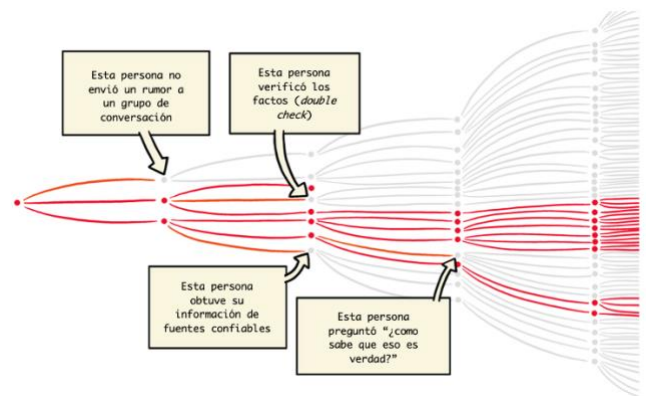 Esta persona no
envió un rumor a
un grupo de
conversación
Esta persona
verificó los
factos (double
check)
Esta persona
obtuve su
información de
fuentes confiables
Esta persona
preguntó “¿como
sabe que eso es
verdad?”